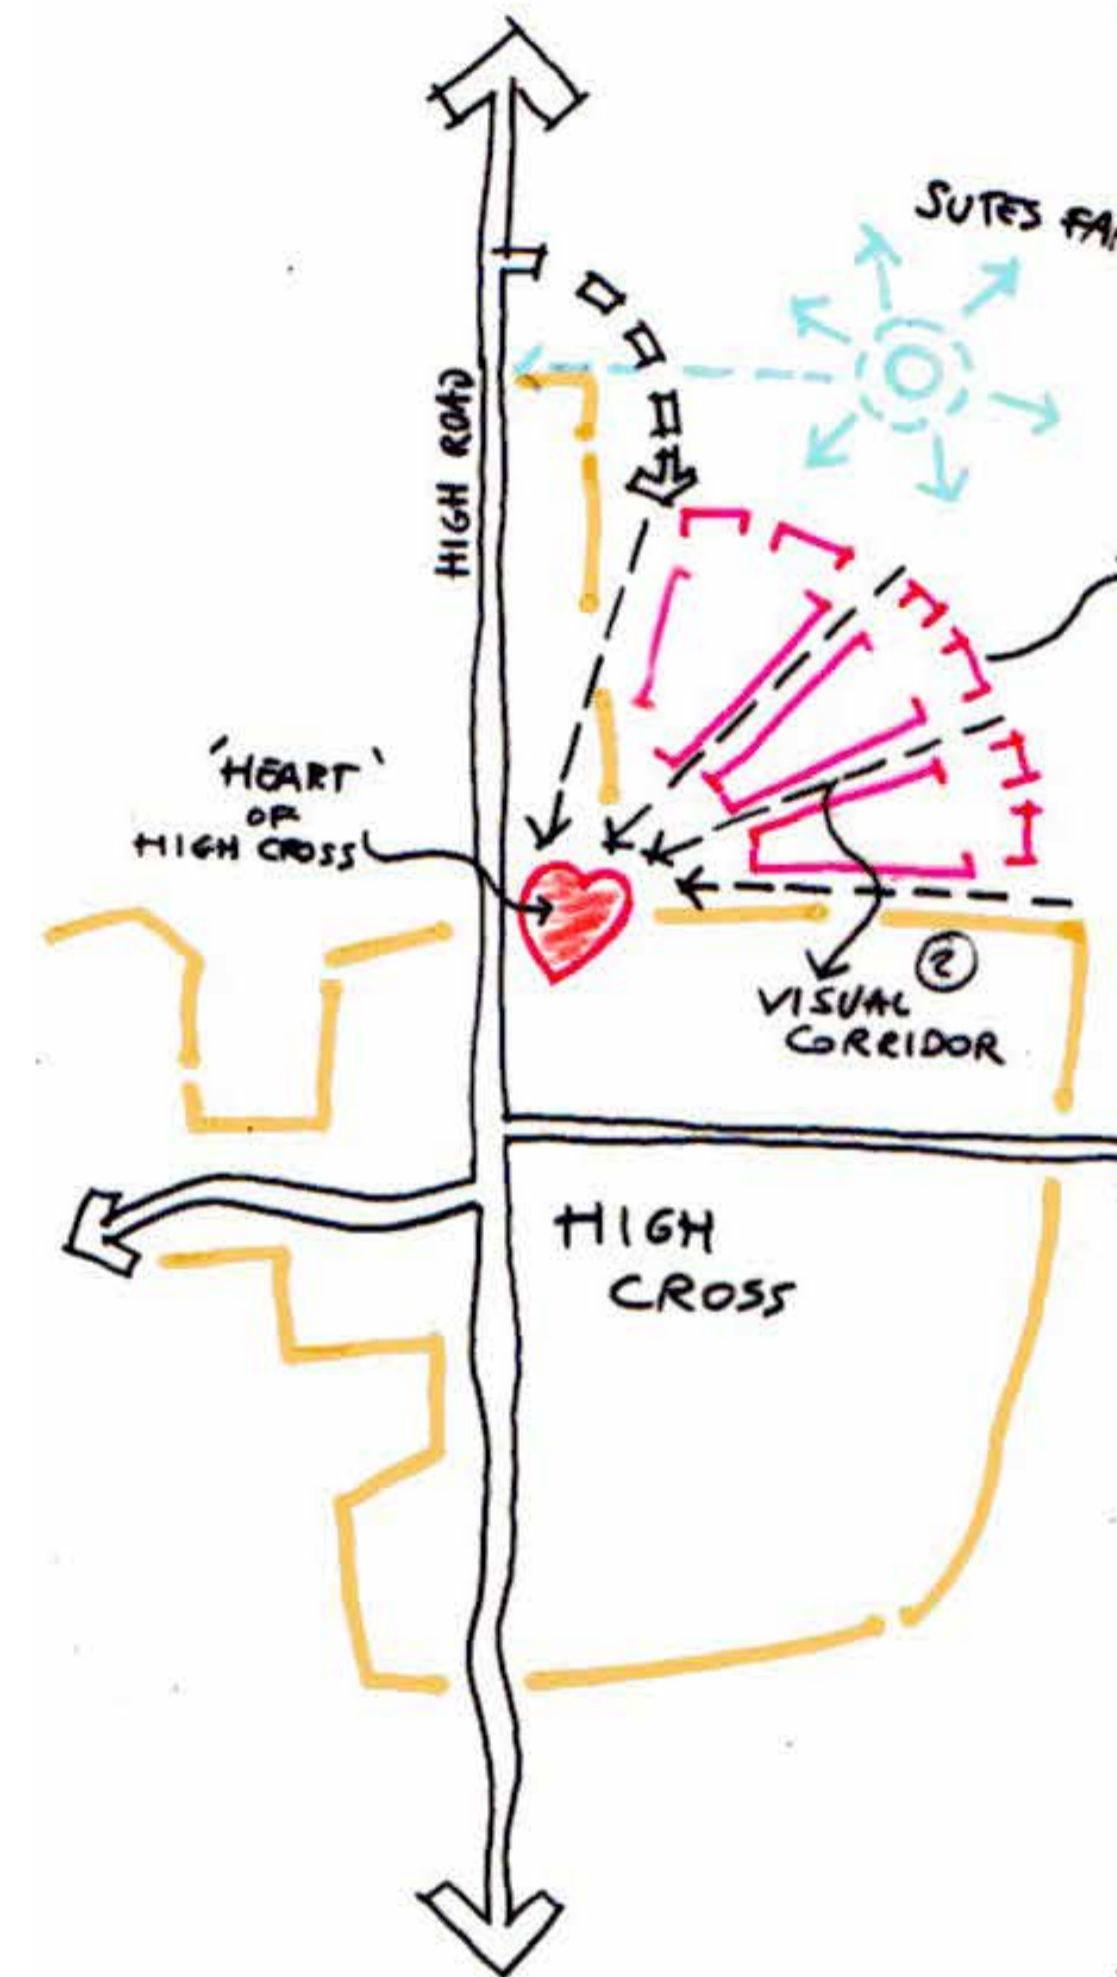 SUTES
HIGH ROAD
'HEART'
OF
HIGH CROSS
2
VISUAL
CORRIDOR
HIGH
CROSS